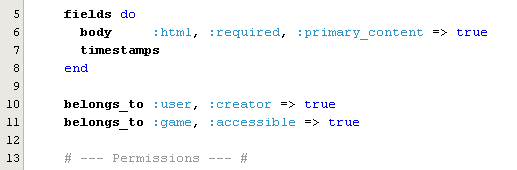 5 fields do
6 body :html, :required, :primary_content => true
7 timestamps
8 end
9
10 belongs_to :user, :creator => true
11 belongs_to :game, :accessible => true
12
13 # --- Permissions --- #